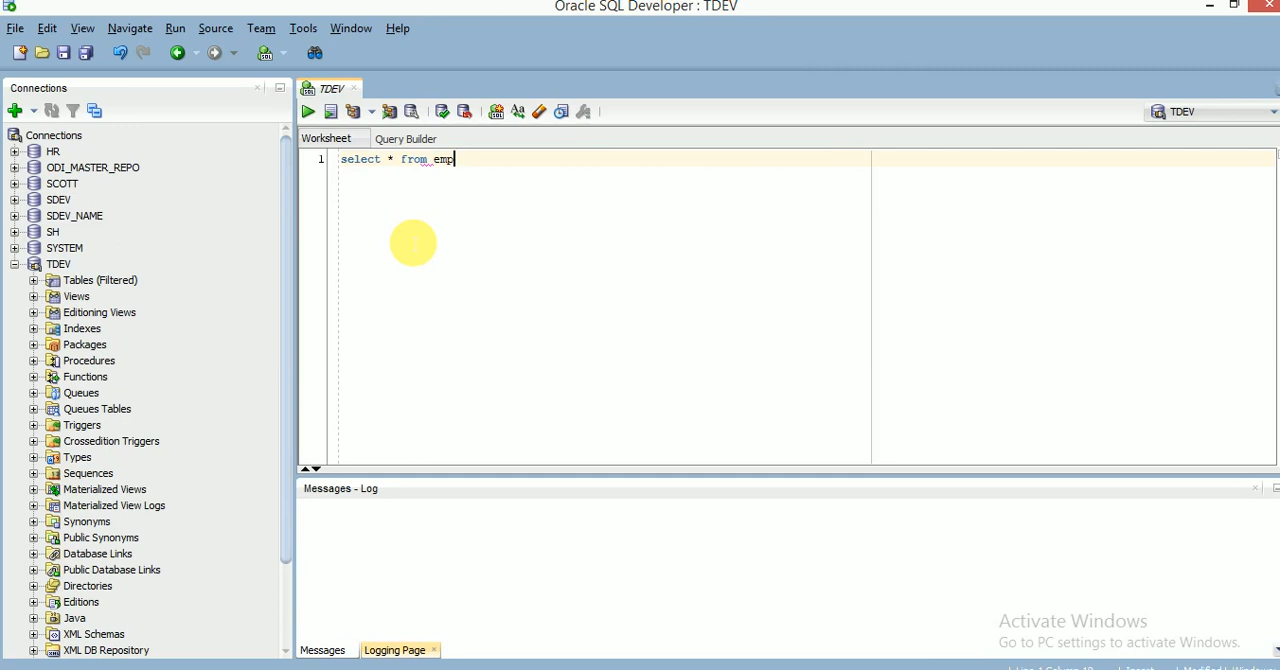 Oracle SQL Developer : TDEV
File Edit View Navigate Run Source Team Tools Window Help
Connections
TDEV
TDEV
Worksheet Query Builder
1 select * from emp
Connections
HR
ODI_MASTER_REPO
SCOTT
SDEV
SDEV_NAME
SH
SYSTEM
TDEV
Tables (Filtered)
Views
Editioning Views
Indexes
Packages
Procedures
Functions
Queues
Queues Tables
Triggers
Crossedition Triggers
Types
Sequences
Materialized Views
Materialized View Logs
Synonyms
Public Synonyms
Database Links
Public Database Links
Directories
Editions
Java
XML Schemas
XML DB Repository
Messages - Log
Activate Windows
Go to PC settings to activate Windows.
Messages Logging Page